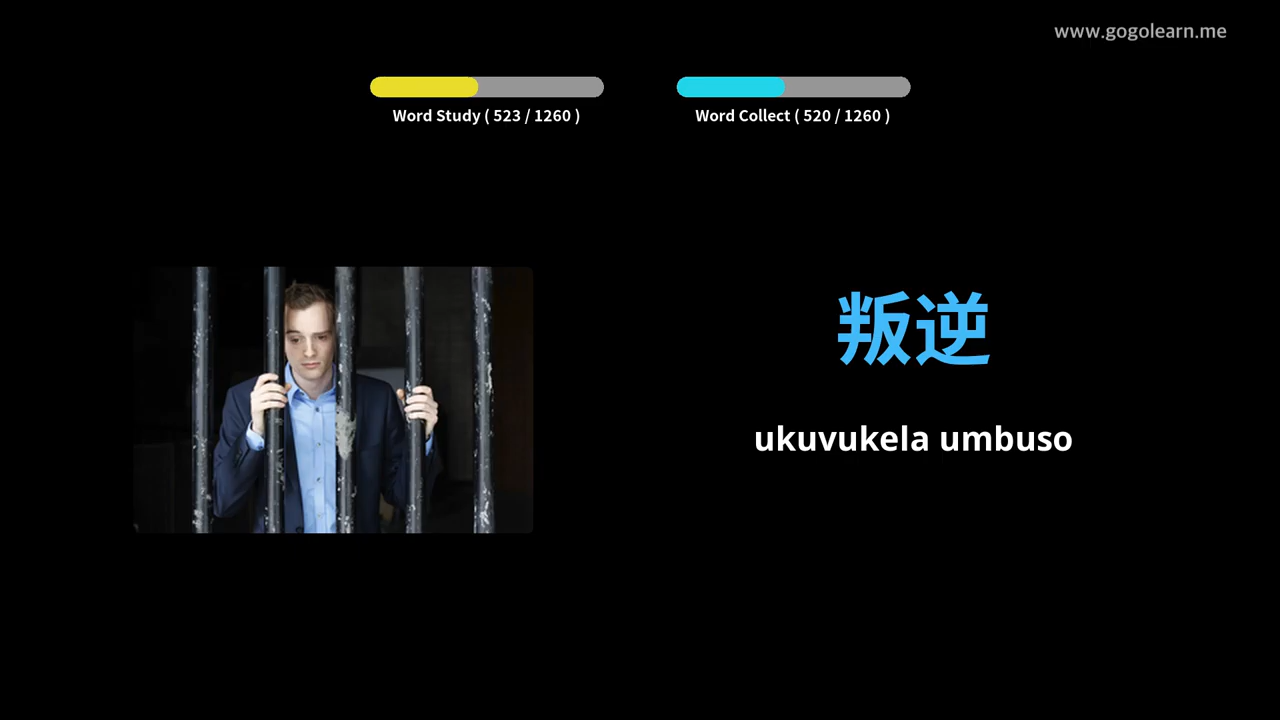 www.gogolearn.me
Word Study ( 523 / 1260 )
Word Collect ( 520 / 1260 )
叛逆
ukuvukela umbuso